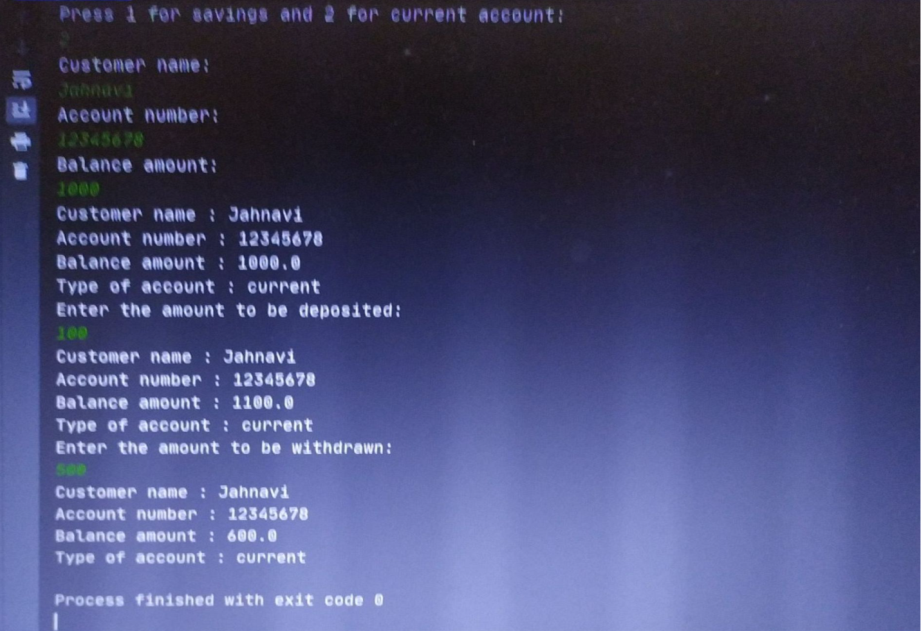 Press 1 for savings and 2 for current account:
2
Customer name:
Jahnavi
Account number:
12345678
Balance amount:
1000
Customer name : Jahnavi
Account number : 12345678
Balance amount : 1000.0
Type of account : current
Enter the amount to be deposited:
100
Customer name : Jahnavi
Account number : 12345678
Balance amount : 1100.0
Type of account : current
Enter the amount to be withdrawn:
500
Customer name : Jahnavi
Account number : 12345678
Balance amount : 600.0
Type of account : current
Process finished with exit code 0